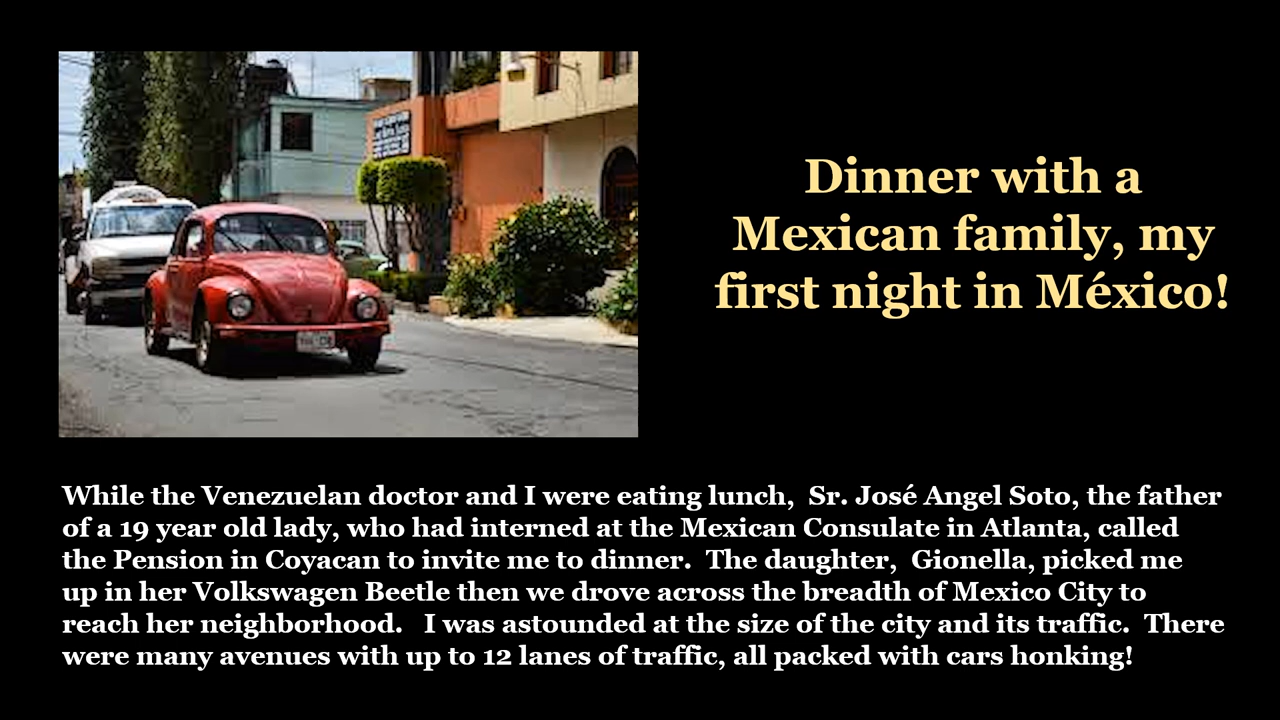 Dinner with a
Mexican family, my
first night in México!
While the Venezuelan doctor and I were eating lunch,  Sr. José Angel Soto, the father
of a 19 year old lady, who had interned at the Mexican Consulate in Atlanta, called
the Pension in Coyacan to invite me to dinner.  The daughter,  Gionella, picked me
up in her Volkswagen Beetle then we drove across the breadth of Mexico City to
reach her neighborhood.   I was astounded at the size of the city and its traffic.  There
were many avenues with up to 12 lanes of traffic, all packed with cars honking!